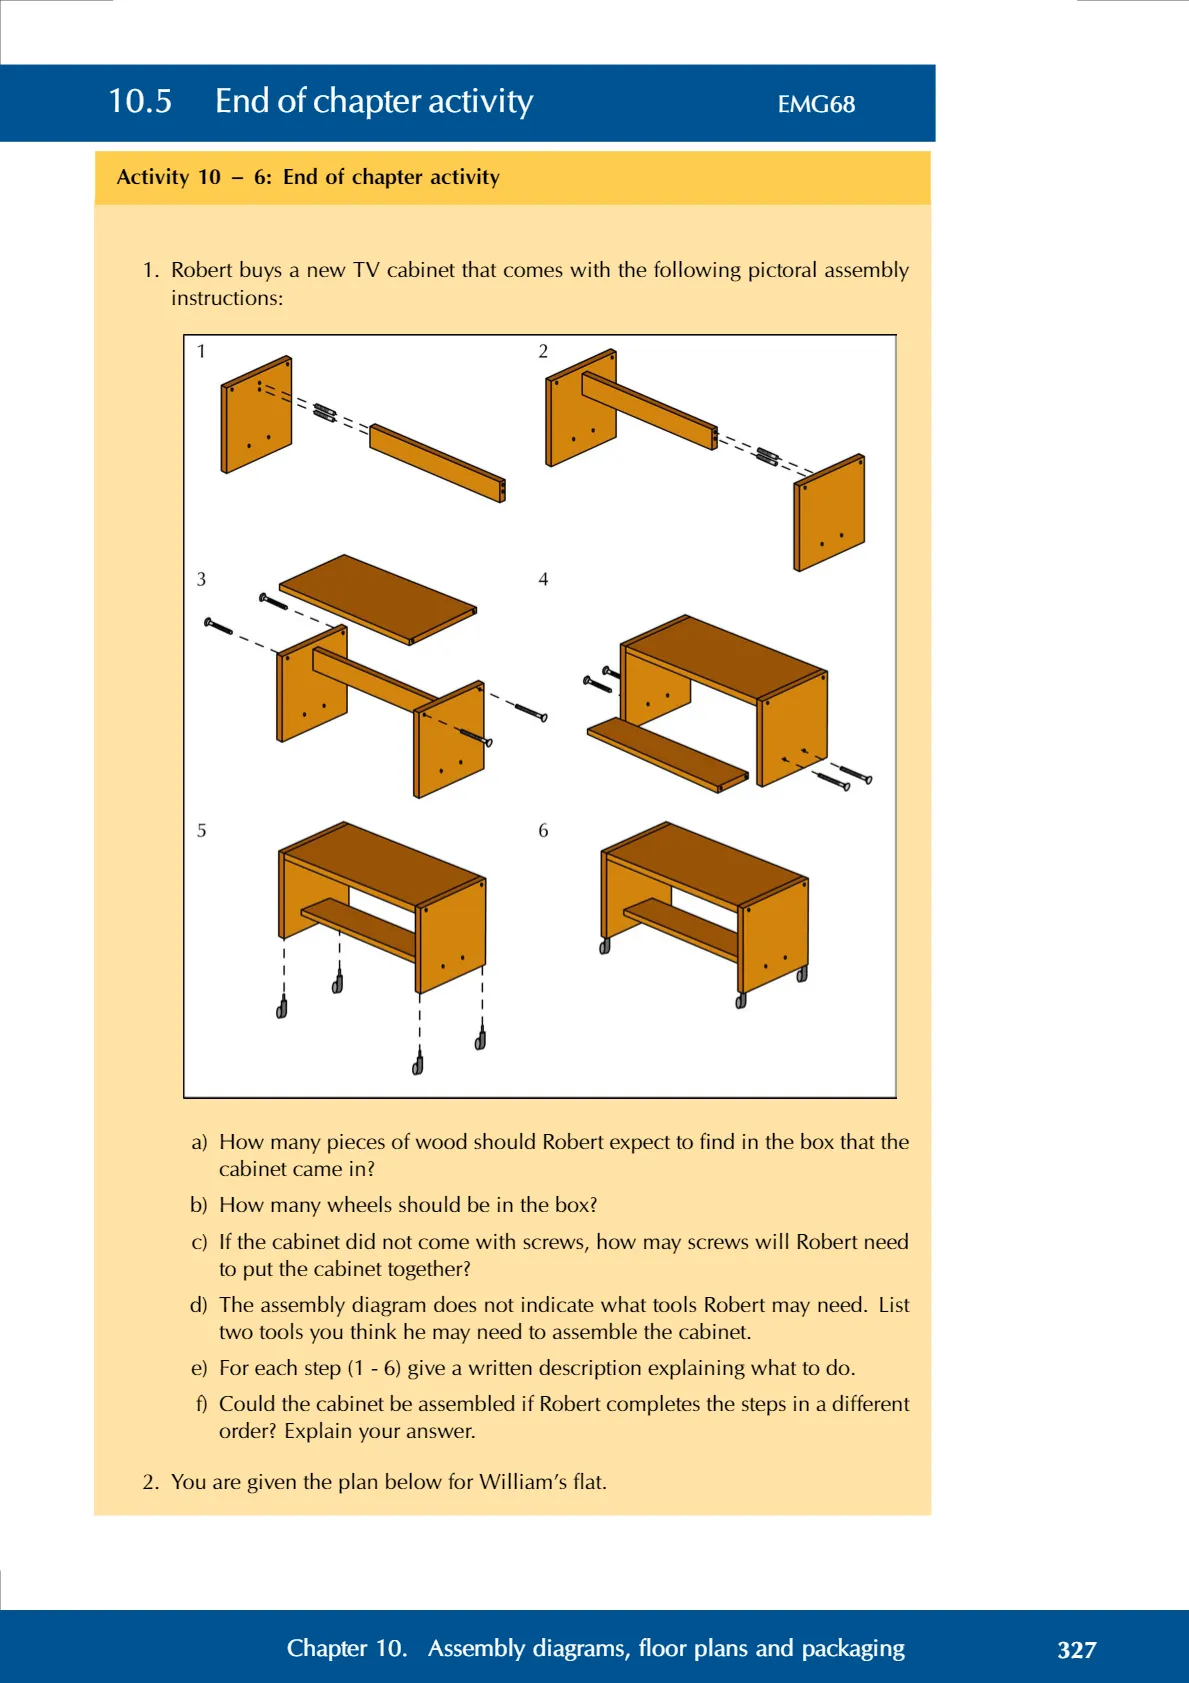 10.5 End of chapter activity EMG68
Activity 10 – 6: End of chapter activity
1. Robert buys a new TV cabinet that comes with the following pictoral assembly
instructions:
1
2
3
4
5
6
a) How many pieces of wood should Robert expect to find in the box that the
cabinet came in?
b) How many wheels should be in the box?
c) If the cabinet did not come with screws, how may screws will Robert need
to put the cabinet together?
d) The assembly diagram does not indicate what tools Robert may need. List
two tools you think he may need to assemble the cabinet.
e) For each step (1 - 6) give a written description explaining what to do.
f) Could the cabinet be assembled if Robert completes the steps in a different
order? Explain your answer.
2. You are given the plan below for William’s flat.
Chapter 10. Assembly diagrams, floor plans and packaging 327